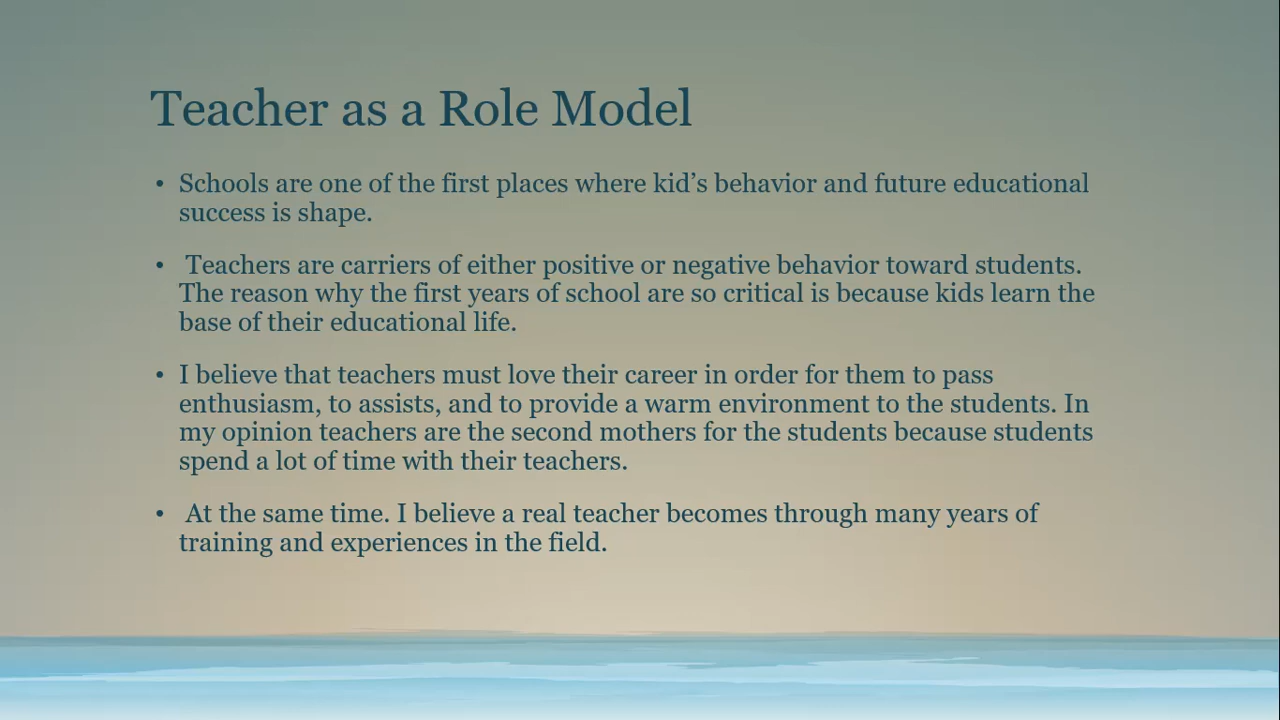 Teacher as a Role Model
• Schools are one of the first places where kid’s behavior and future educational
success is shape.
• Teachers are carriers of either positive or negative behavior toward students.
The reason why the first years of school are so critical is because kids learn the
base of their educational life.
• I believe that teachers must love their career in order for them to pass
enthusiasm, to assists, and to provide a warm environment to the students. In
my opinion teachers are the second mothers for the students because students
spend a lot of time with their teachers.
• At the same time. I believe a real teacher becomes through many years of
training and experiences in the field.